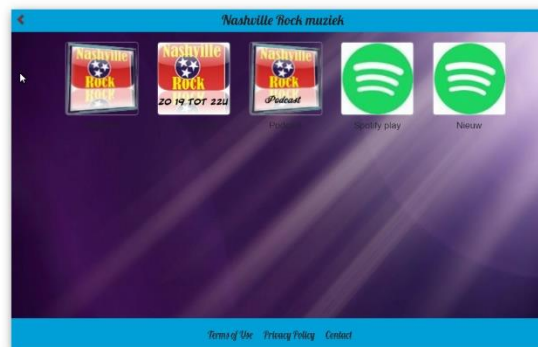 Nashville Rock muziek
Nashville
Rock
Nashville
Rock
ZO 19 TOT 22U
Nashville
Rock
Podcast
Spotify play
Nieuw
Terms of Use Privacy Policy Contact